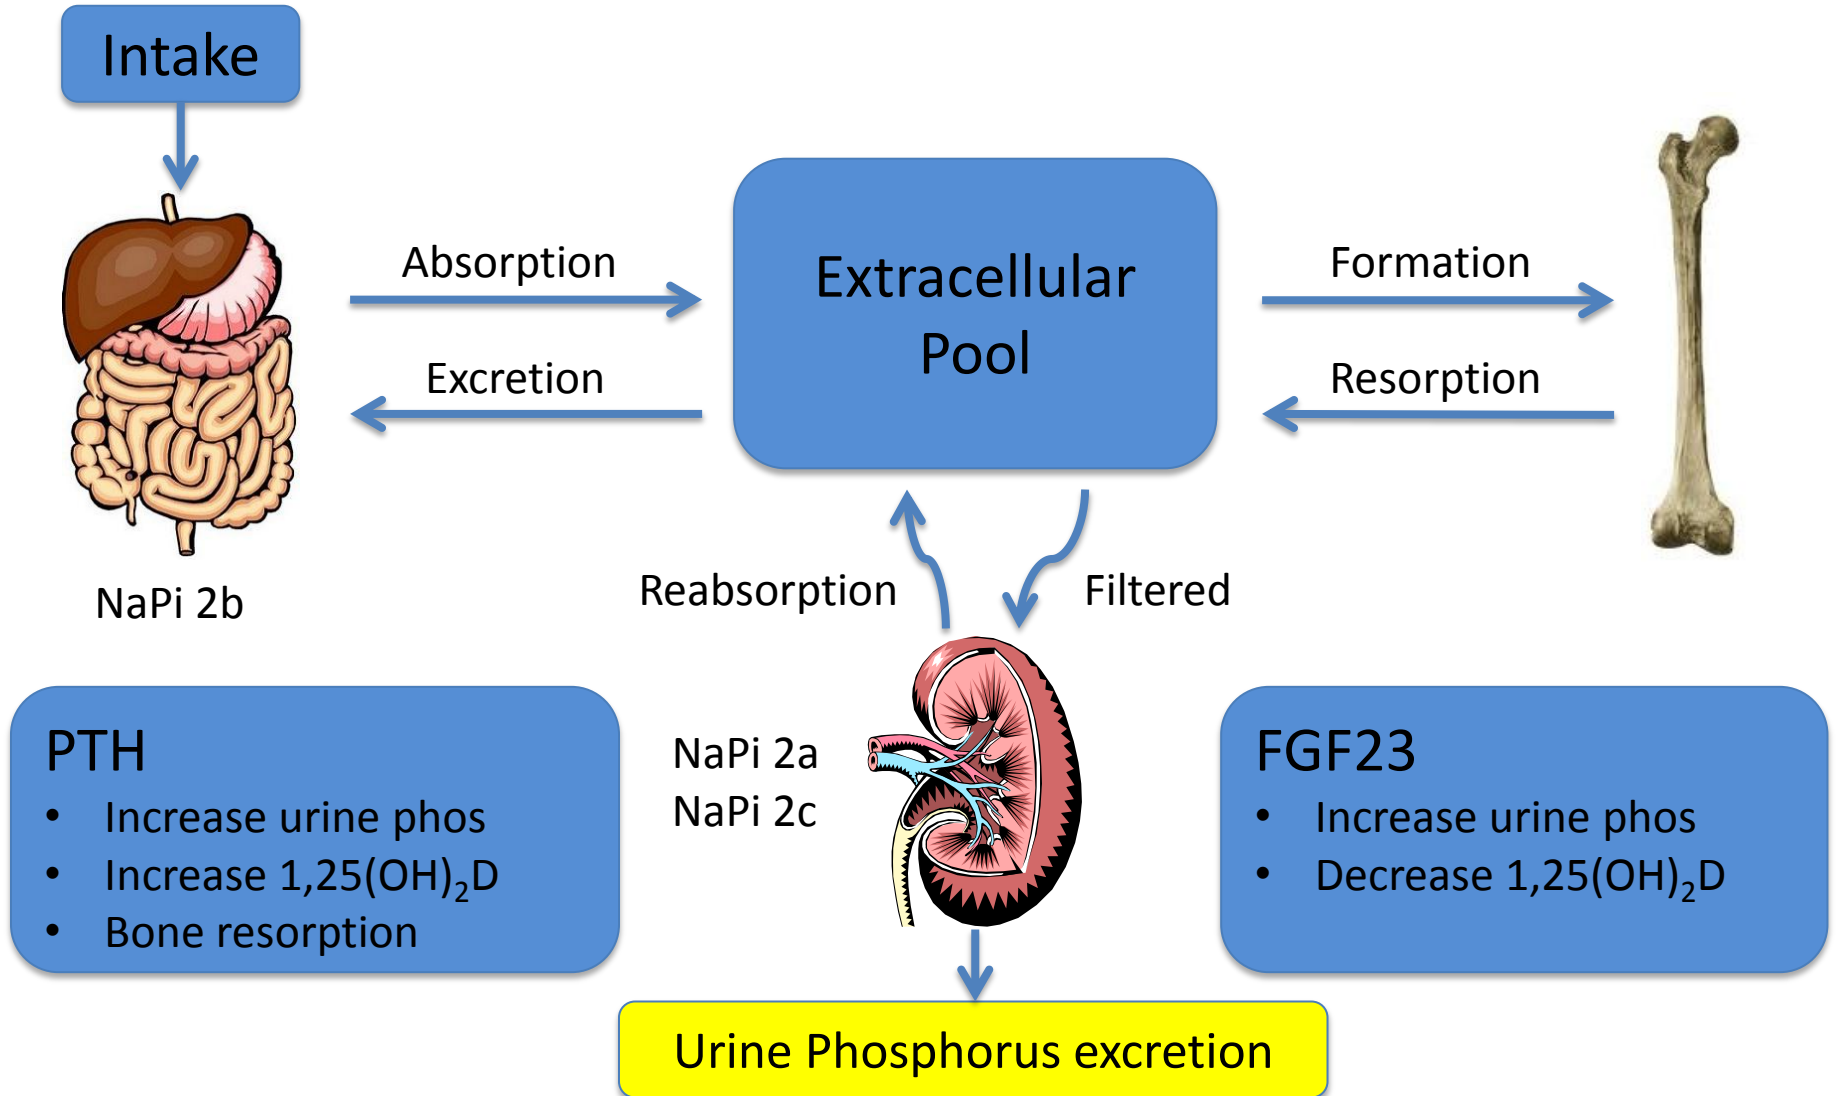 Intake
Absorption
Excretion
Extracellular
Pool
Formation
Resorption
NaPi 2b
Reabsorption
Filtered
PTH
• Increase urine phos
• Increase 1,25(OH)₂D
• Bone resorption
NaPi 2a
NaPi 2c
FGF23
• Increase urine phos
• Decrease 1,25(OH)₂D
Urine Phosphorus excretion